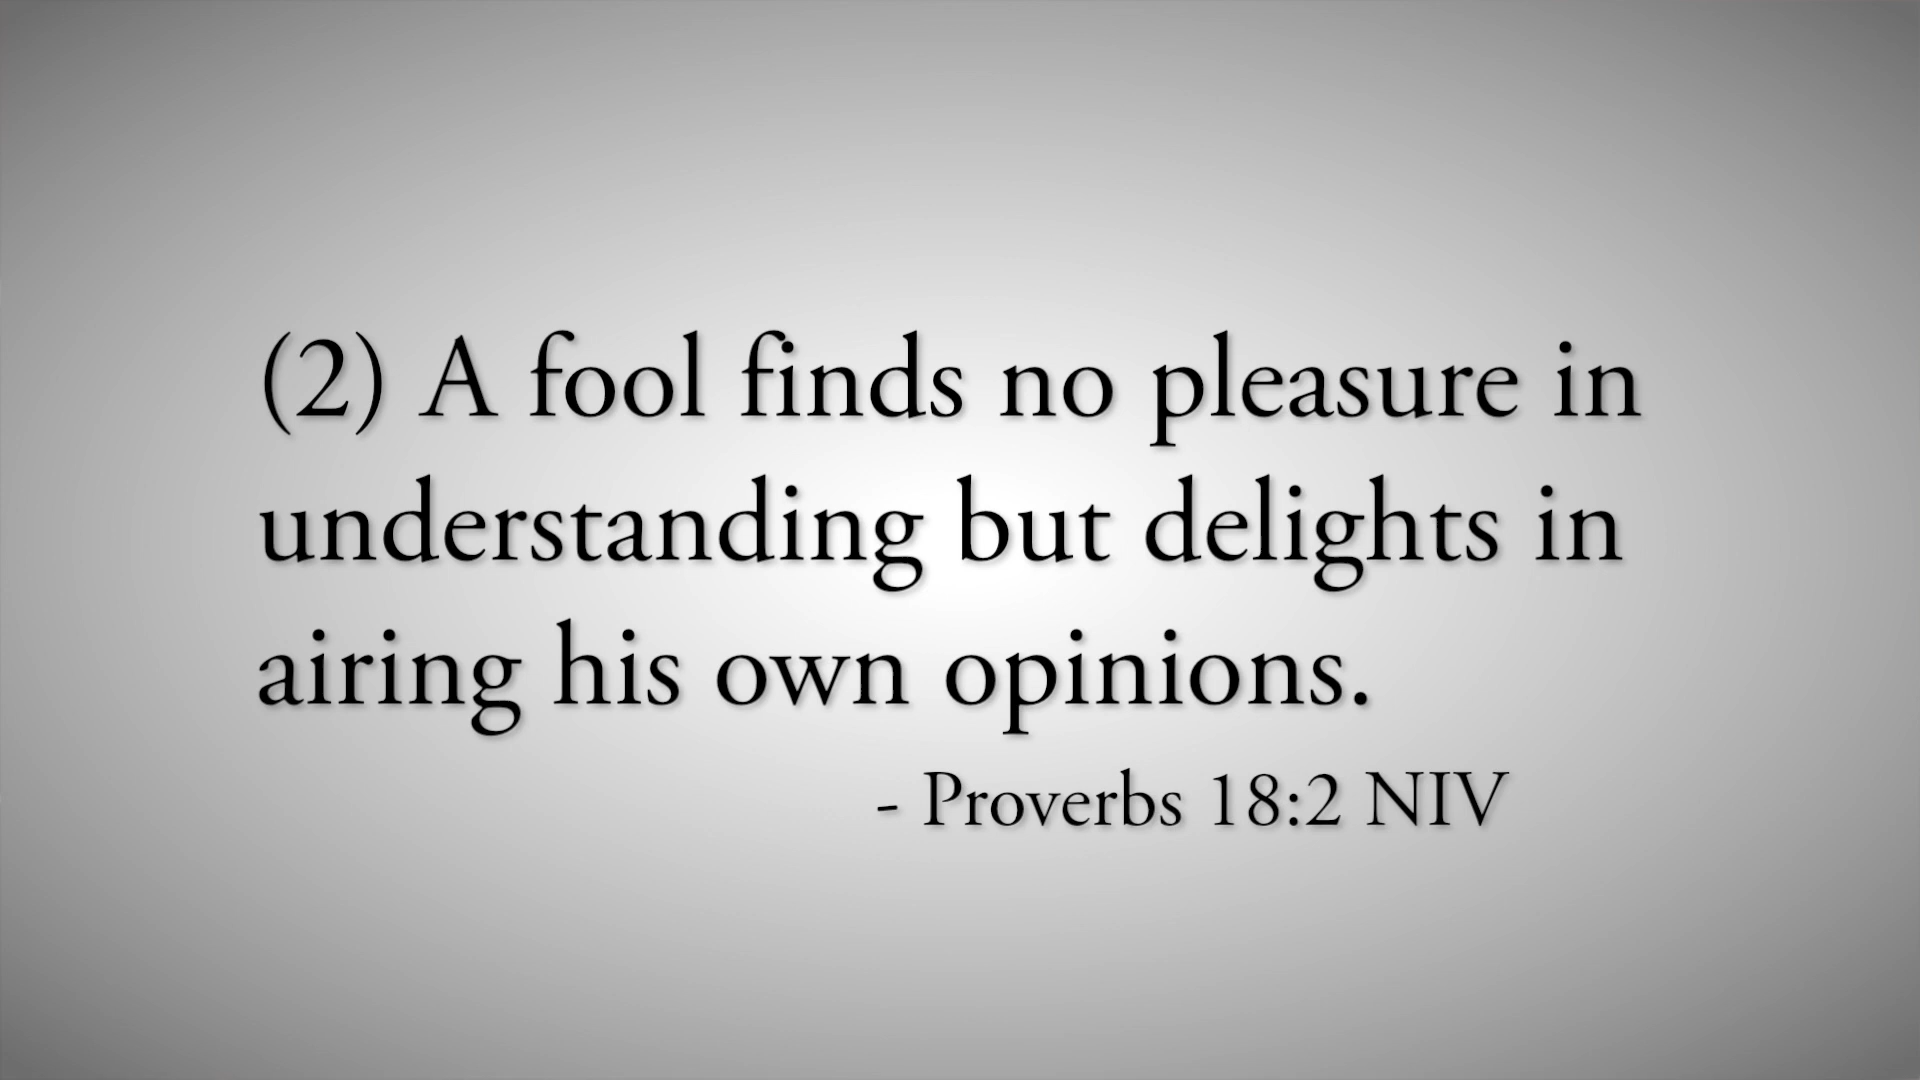 (2) A fool finds no pleasure in
understanding but delights in
airing his own opinions.
- Proverbs 18:2 NIV